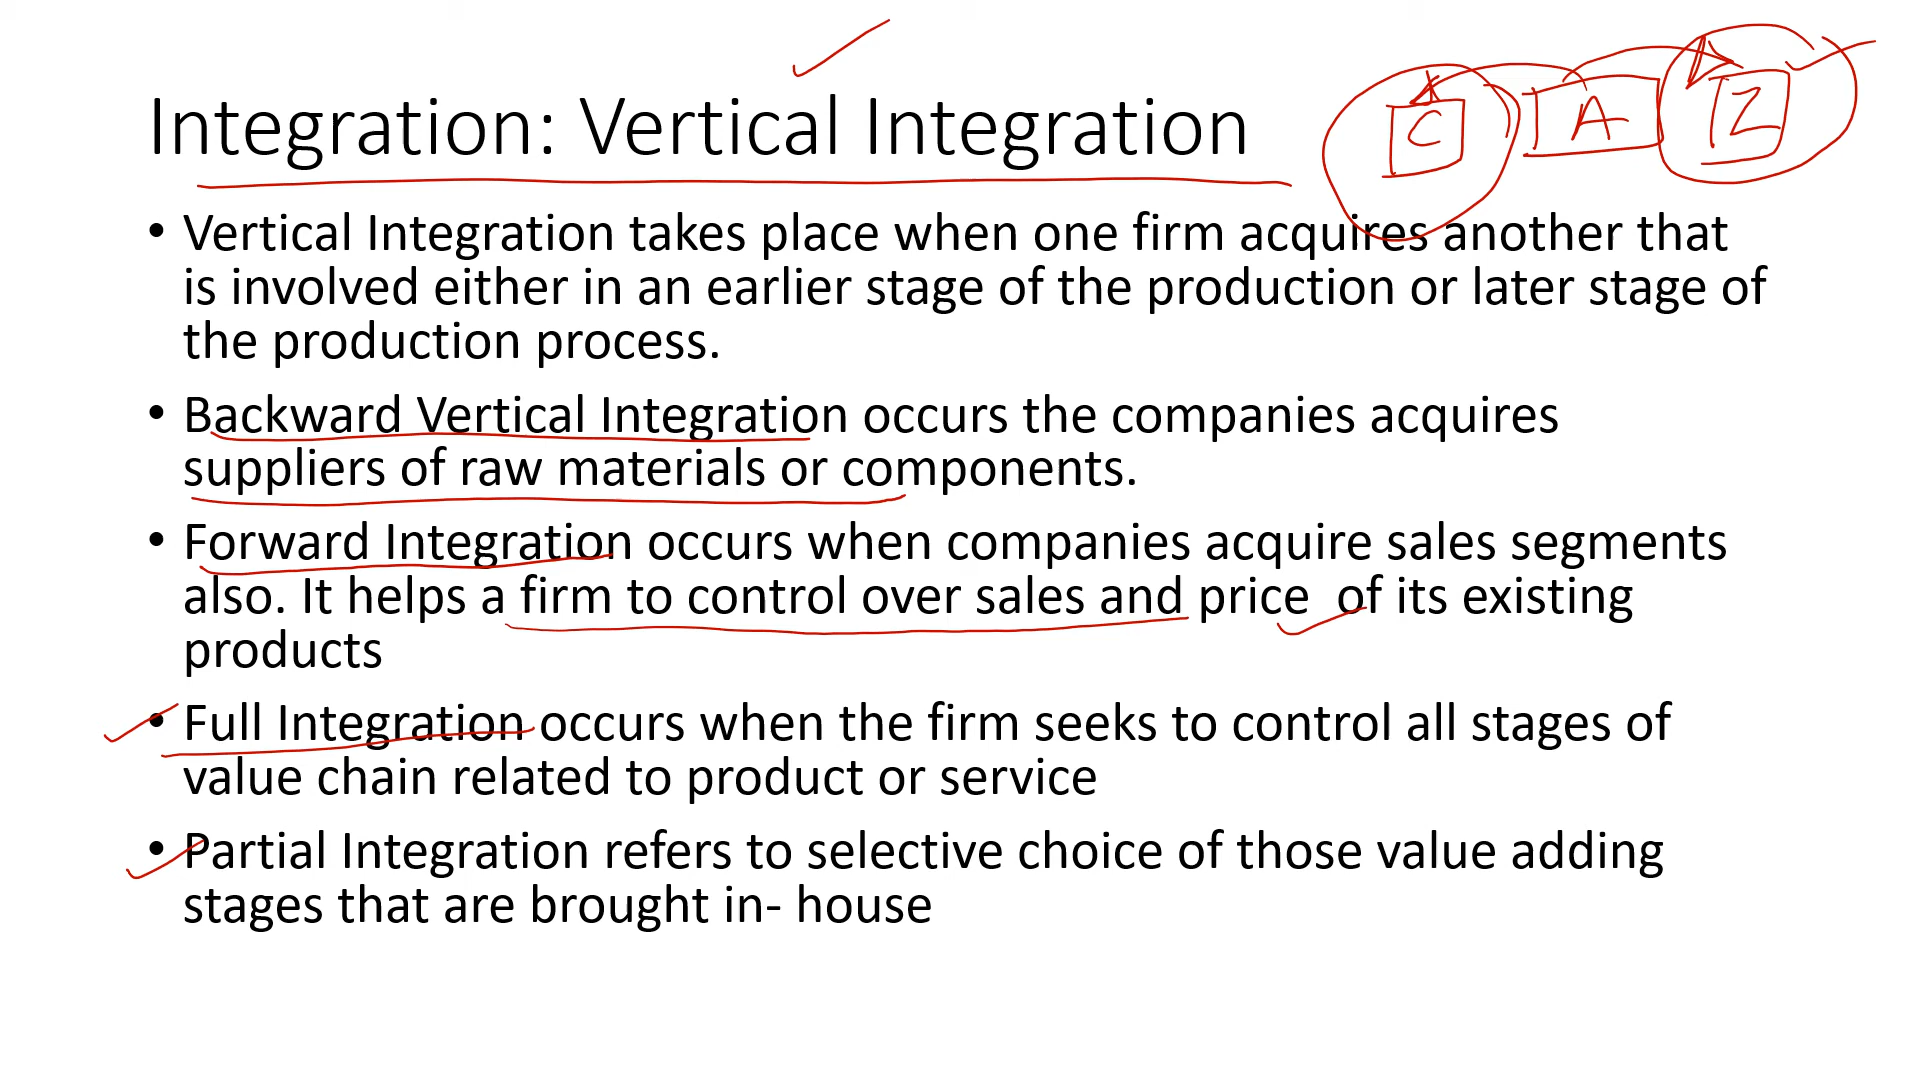 Integration: Vertical Integration
C A Z
• Vertical Integration takes place when one firm acquires another that
is involved either in an earlier stage of the production or later stage of
the production process.
• Backward Vertical Integration occurs the companies acquires
suppliers of raw materials or components.
• Forward Integration occurs when companies acquire sales segments
also. It helps a firm to control over sales and price  of its existing
products
• Full Integration occurs when the firm seeks to control all stages of
value chain related to product or service
• Partial Integration refers to selective choice of those value adding
stages that are brought in- house